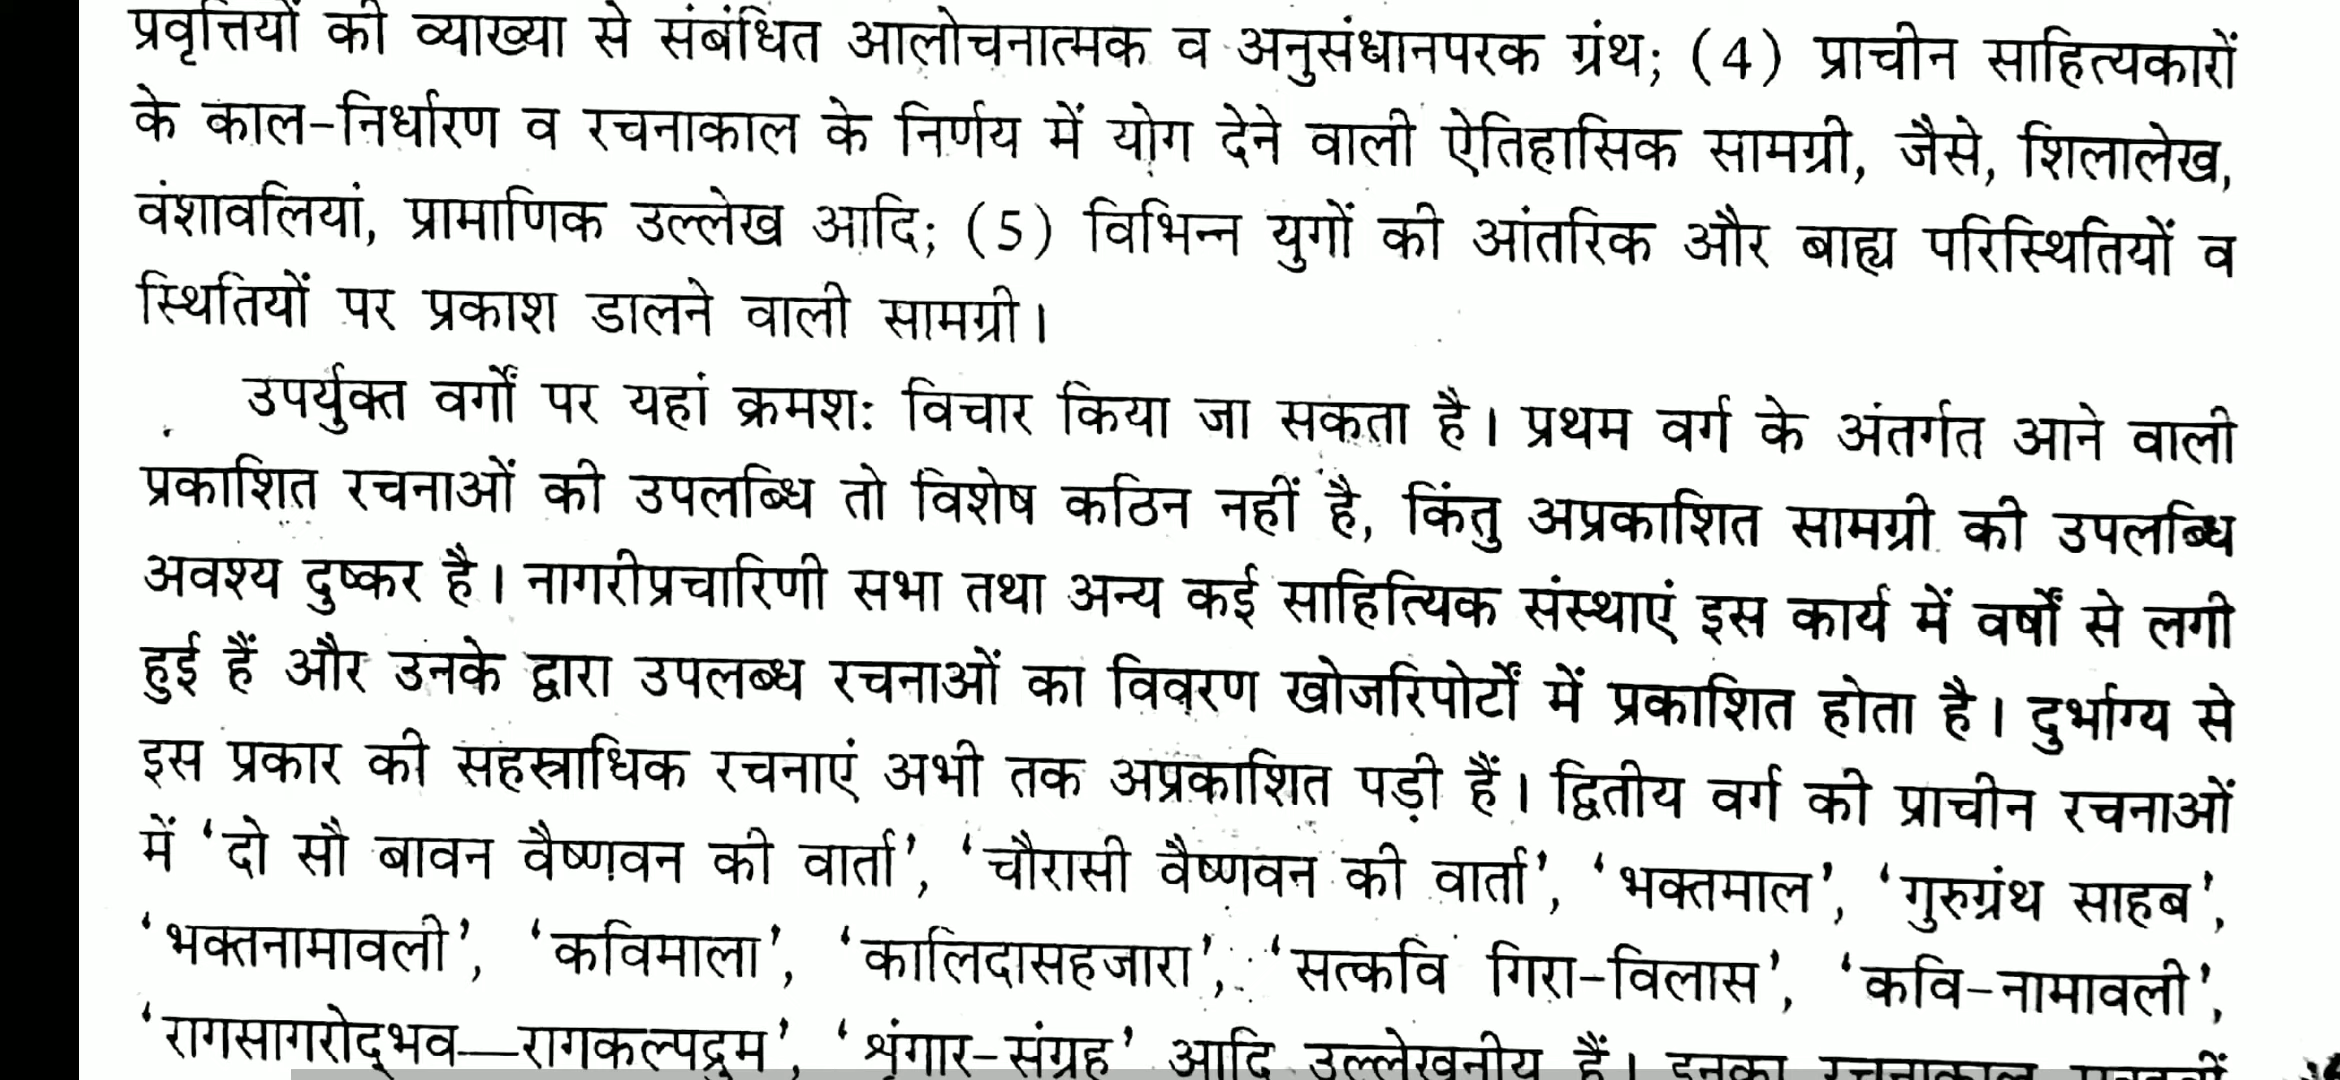 प्रवृत्तियों की व्याख्या से संबंधित आलोचनात्मक व अनुसंधानपरक ग्रंथ; (4) प्राचीन साहित्यकारों
के काल-निर्धारण व रचनाकाल के निर्णय में योग देने वाली ऐतिहासिक सामग्री, जैसे, शिलालेख,
वंशावलियां, प्रामाणिक उल्लेख आदि; (5) विभिन्न युगों की आंतरिक और बाह्य परिस्थितियों व
स्थितियों पर प्रकाश डालने वाली सामग्री।
उपर्युक्त वर्गों पर यहां क्रमशः विचार किया जा सकता है। प्रथम वर्ग के अंतर्गत आने वाली
प्रकाशित रचनाओं की उपलब्धि तो विशेष कठिन नहीं है, किंतु अप्रकाशित सामग्री की उपलब्धि
अवश्य दुष्कर है। नागरीप्रचारिणी सभा तथा अन्य कई साहित्यिक संस्थाएं इस कार्य में वर्षों से लगी
हुई हैं और उनके द्वारा उपलब्ध रचनाओं का विवरण खोजरिपोर्टों में प्रकाशित होता है। दुर्भाग्य से
इस प्रकार की सहस्राधिक रचनाएं अभी तक अप्रकाशित पड़ी हैं। द्वितीय वर्ग की प्राचीन रचनाओं
में ‘दो सौ बावन वैष्णवन की वार्ता’, ‘चौरासी वैष्णवन की वार्ता’, ‘भक्तमाल’, ‘गुरुग्रंथ साहब’,
‘भक्तनामावली’, ‘कविमाला’, ‘कालिदासहजारा’, ‘सत्कवि गिरा-विलास’, ‘कवि-नामावली’,
‘रागसागरोद्भव—रागकल्पद्रुम’, ‘शृंगार-संग्रह’ आदि उल्लेखनीय हैं। इनका रचनाकाल